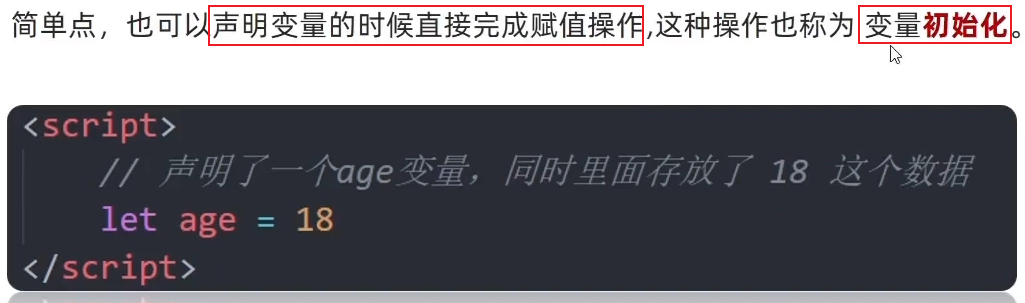 简单点，也可以声明变量的时候直接完成赋值操作,这种操作也称为 变量初始化。
<script>
// 声明了一个age变量，同时里面存放了 18 这个数据
let age = 18
</script>